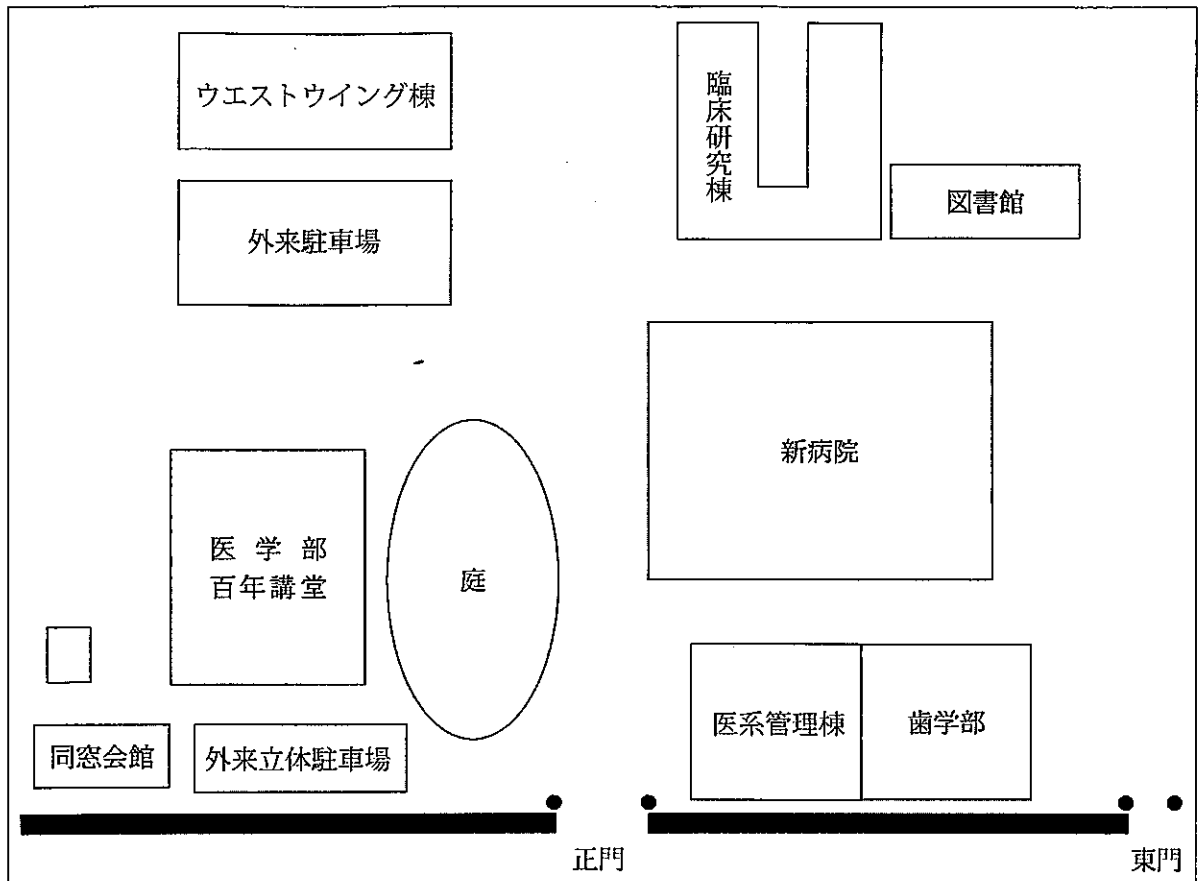 ウエストウイング棟
臨床研究棟
図書館
外来駐車場
新病院
医学部
百年講堂
庭
医系管理棟
歯学部
同窓会館
外来立体駐車場
正門
東門